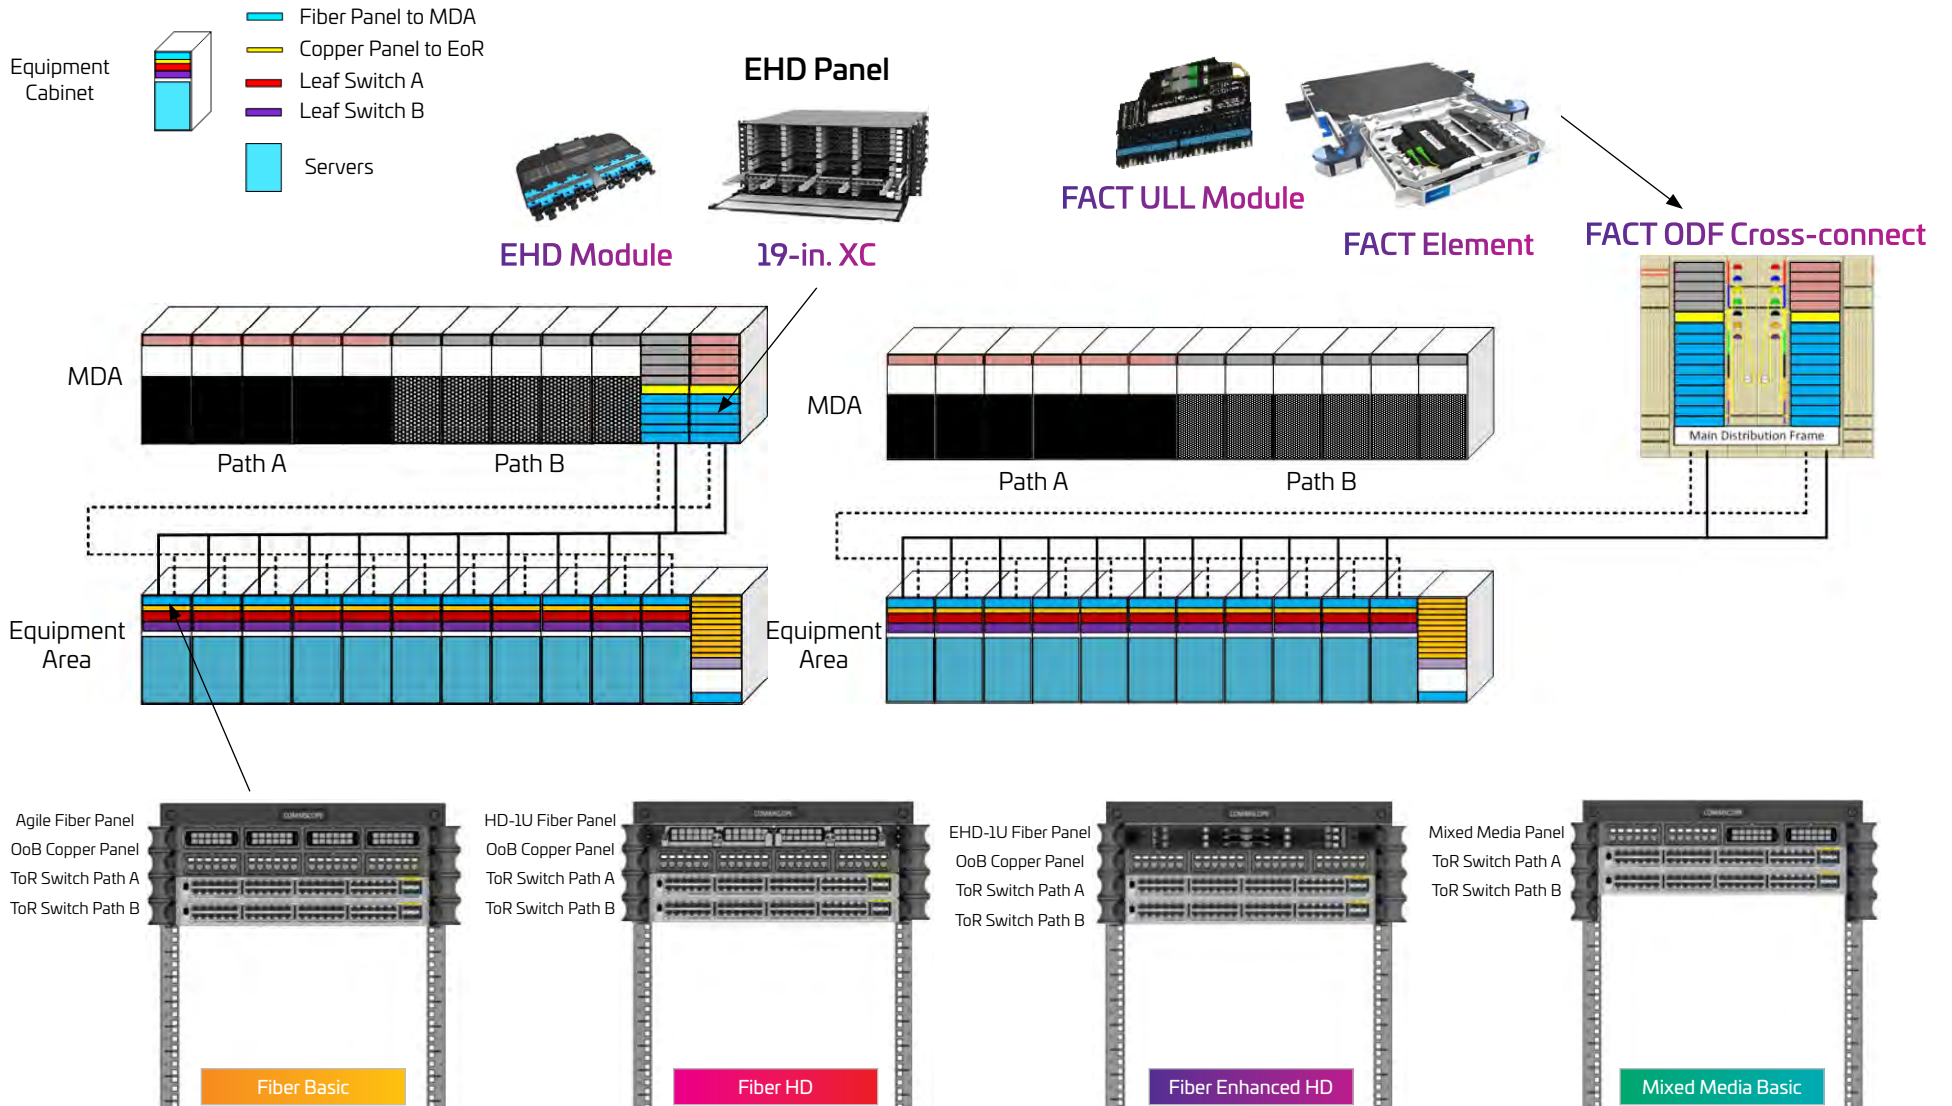 Fiber Panel to MDA
Copper Panel to EoR
Leaf Switch A
Leaf Switch B
Servers
Equipment
Cabinet
EHD Panel
EHD Module
19-in. XC
FACT ULL Module
FACT Element
FACT ODF Cross-connect
Main Distribution Frame
MDA
Path A
Path B
MDA
Path A
Path B
Equipment
Area
Equipment
Area
Agile Fiber Panel
OoB Copper Panel
ToR Switch Path A
ToR Switch Path B
COMMSCOPE
Fiber Basic
HD-1U Fiber Panel
OoB Copper Panel
ToR Switch Path A
ToR Switch Path B
COMMSCOPE
Fiber HD
EHD-1U Fiber Panel
OoB Copper Panel
ToR Switch Path A
ToR Switch Path B
COMMSCOPE
Fiber Enhanced HD
Mixed Media Panel
ToR Switch Path A
ToR Switch Path B
COMMSCOPE
Mixed Media Basic